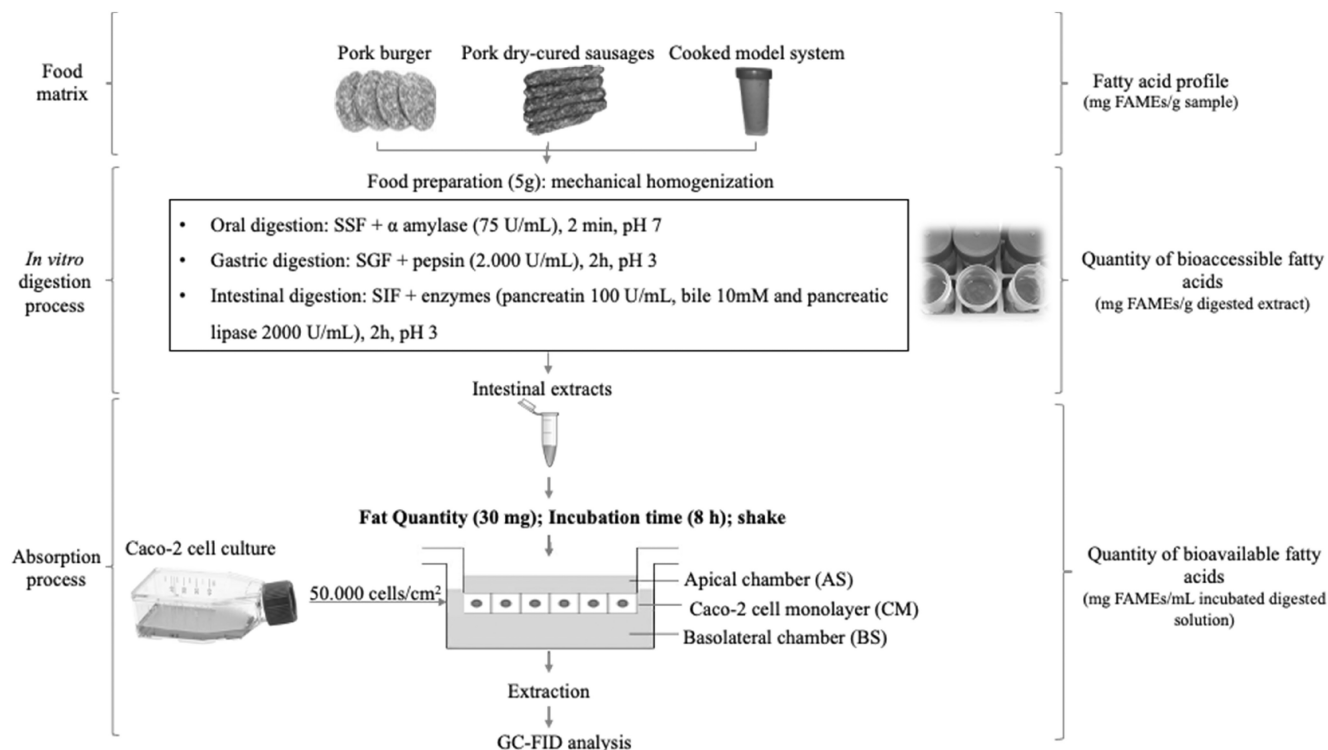 Food
matrix
Pork burger
Pork dry-cured sausages
Cooked model system
Fatty acid profile
(mg FAMEs/g sample)
Food preparation (5g): mechanical homogenization
In vitro
digestion
process
• Oral digestion: SSF + α amylase (75 U/mL), 2 min, pH 7
• Gastric digestion: SGF + pepsin (2.000 U/mL), 2h, pH 3
• Intestinal digestion: SIF + enzymes (pancreatin 100 U/mL, bile 10mM and pancreatic
lipase 2000 U/mL), 2h, pH 3
Quantity of bioaccessible fatty
acids
(mg FAMEs/g digested extract)
Intestinal extracts
Fat Quantity (30 mg); Incubation time (8 h); shake
Absorption
process
Caco-2 cell culture
50.000 cells/cm²
Apical chamber (AS)
Caco-2 cell monolayer (CM)
Basolateral chamber (BS)
Quantity of bioavailable fatty
acids
(mg FAMEs/mL incubated digested
solution)
Extraction
GC-FID analysis